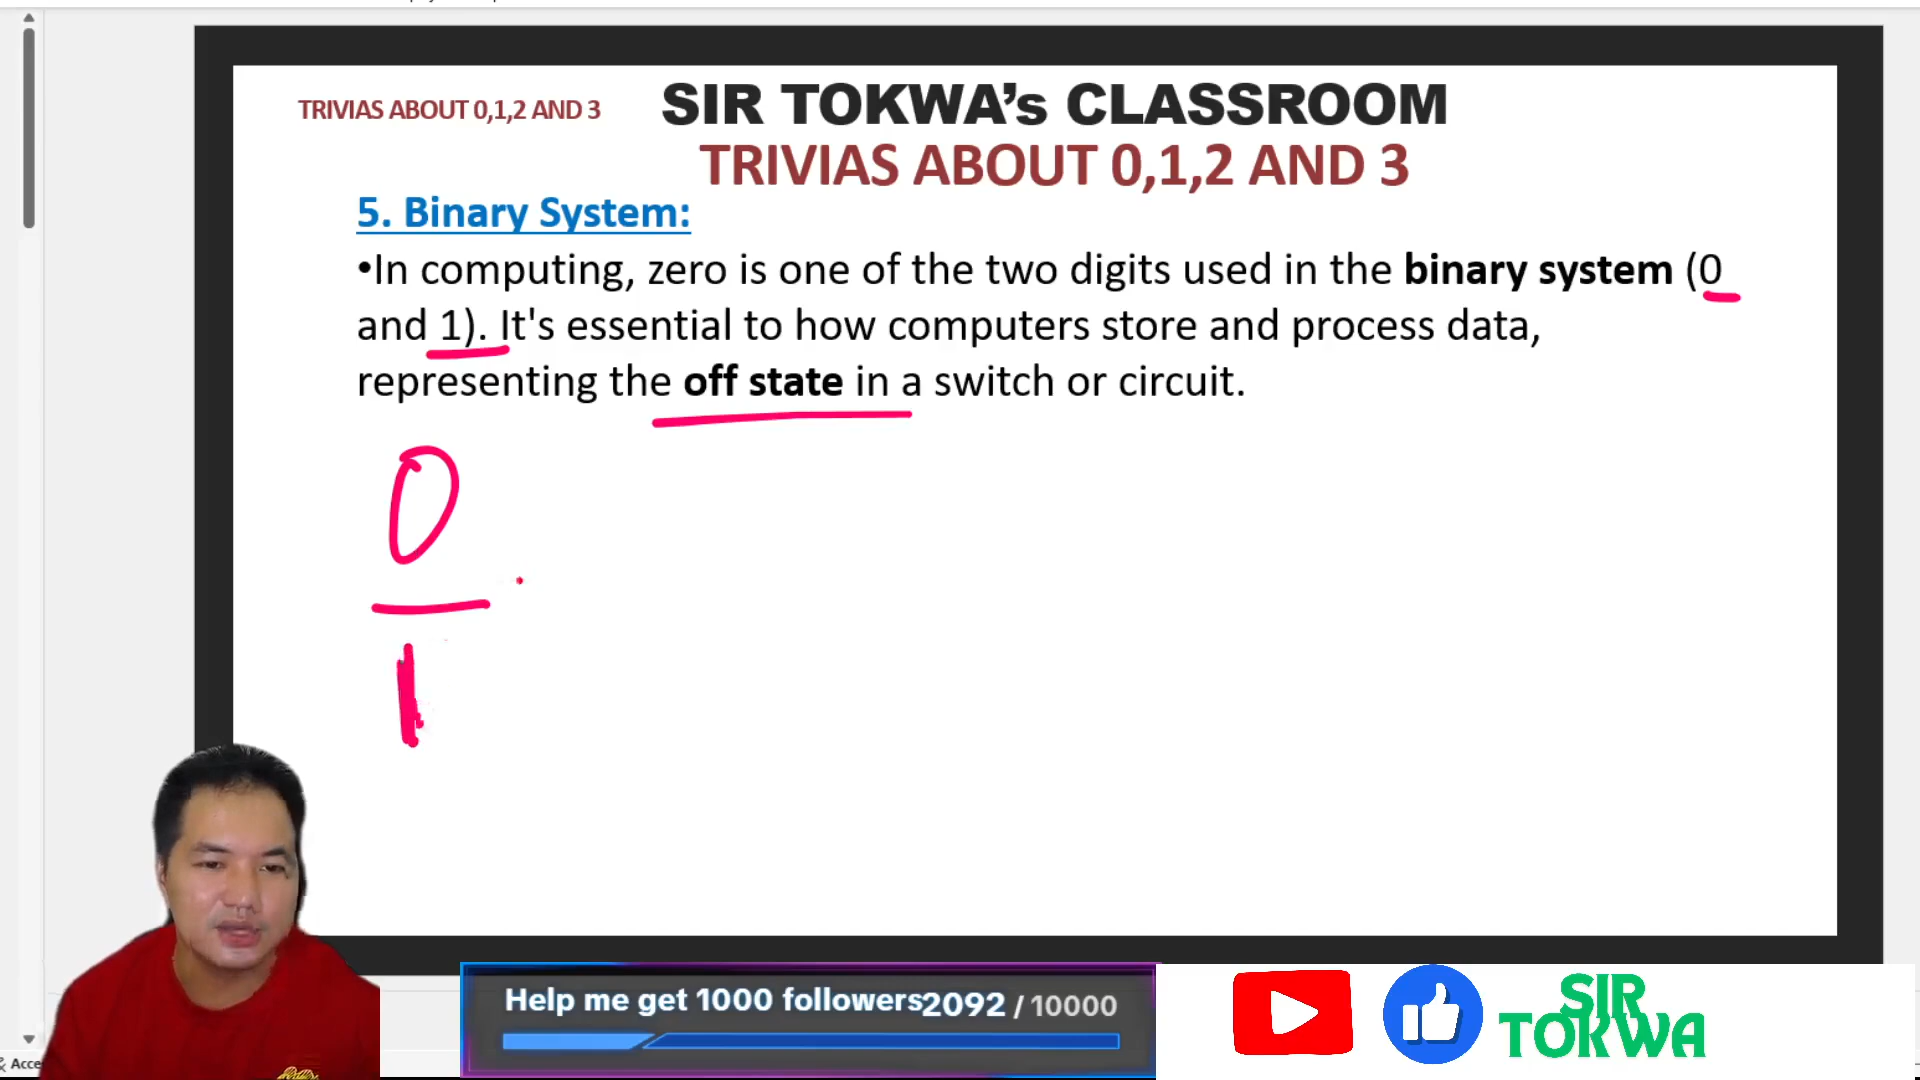 TRIVIAS ABOUT 0,1,2 AND 3
SIR TOKWA's CLASSROOM
TRIVIAS ABOUT 0,1,2 AND 3
5. Binary System:
•In computing, zero is one of the two digits used in the binary system (0
and 1). It's essential to how computers store and process data,
representing the off state in a switch or circuit.
0
1
Help me get 1000 followers 2092 / 10000
SIR
TOKWA
Acce